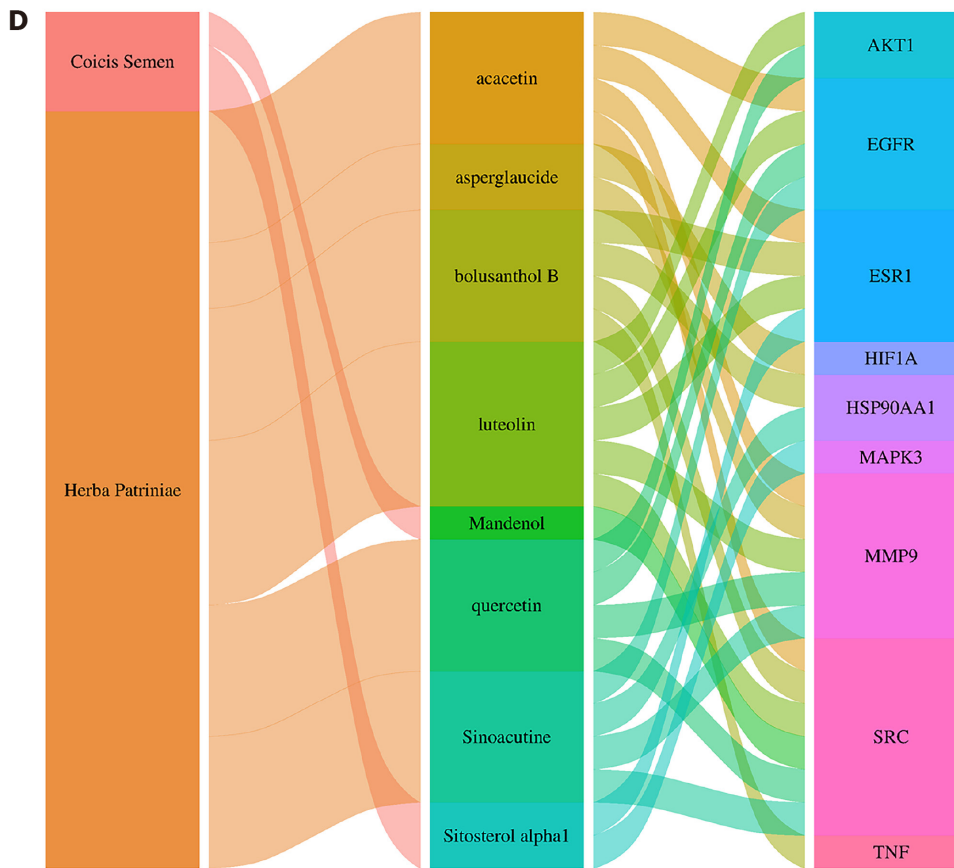 D
Coicis Semen
Herba Patriniae
acacetin
asperglaucide
bolusanthol B
luteolin
Mandenol
quercetin
Sinoacutine
Sitosterol alpha1
AKT1
EGFR
ESR1
HIF1A
HSP90AA1
MAPK3
MMP9
SRC
TNF